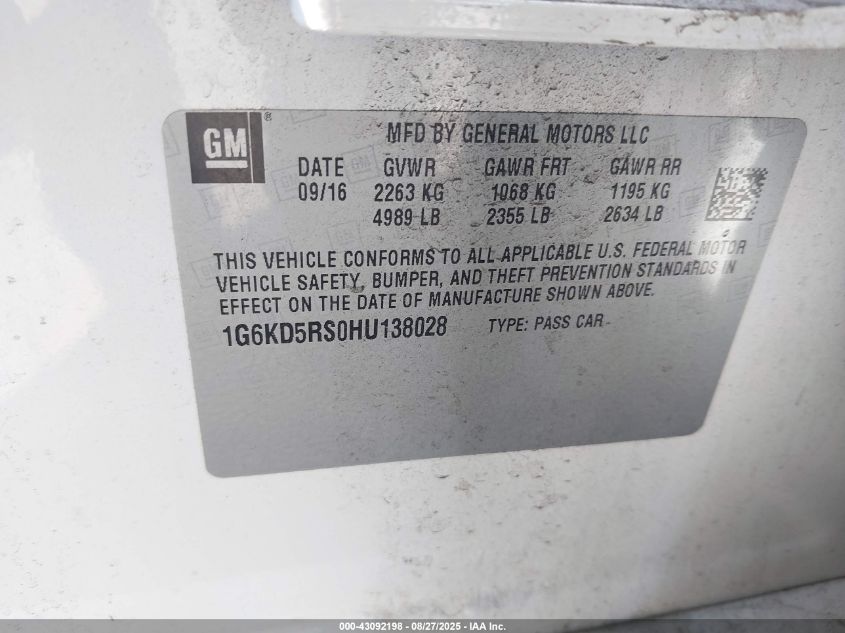 GM ®
MFD BY GENERAL MOTORS LLC
DATE GVWR GAWR FRT GAWR RR
09/16 2263 KG 1068 KG 1195 KG
4989 LB 2355 LB 2634 LB
THIS VEHICLE CONFORMS TO ALL APPLICABLE U.S. FEDERAL MOTOR
VEHICLE SAFETY, BUMPER, AND THEFT PREVENTION STANDARDS IN
EFFECT ON THE DATE OF MANUFACTURE SHOWN ABOVE.
1G6KD5RS0HU138028 TYPE: PASS CAR
000-43092198 - 08/27/2025 - IAA Inc.